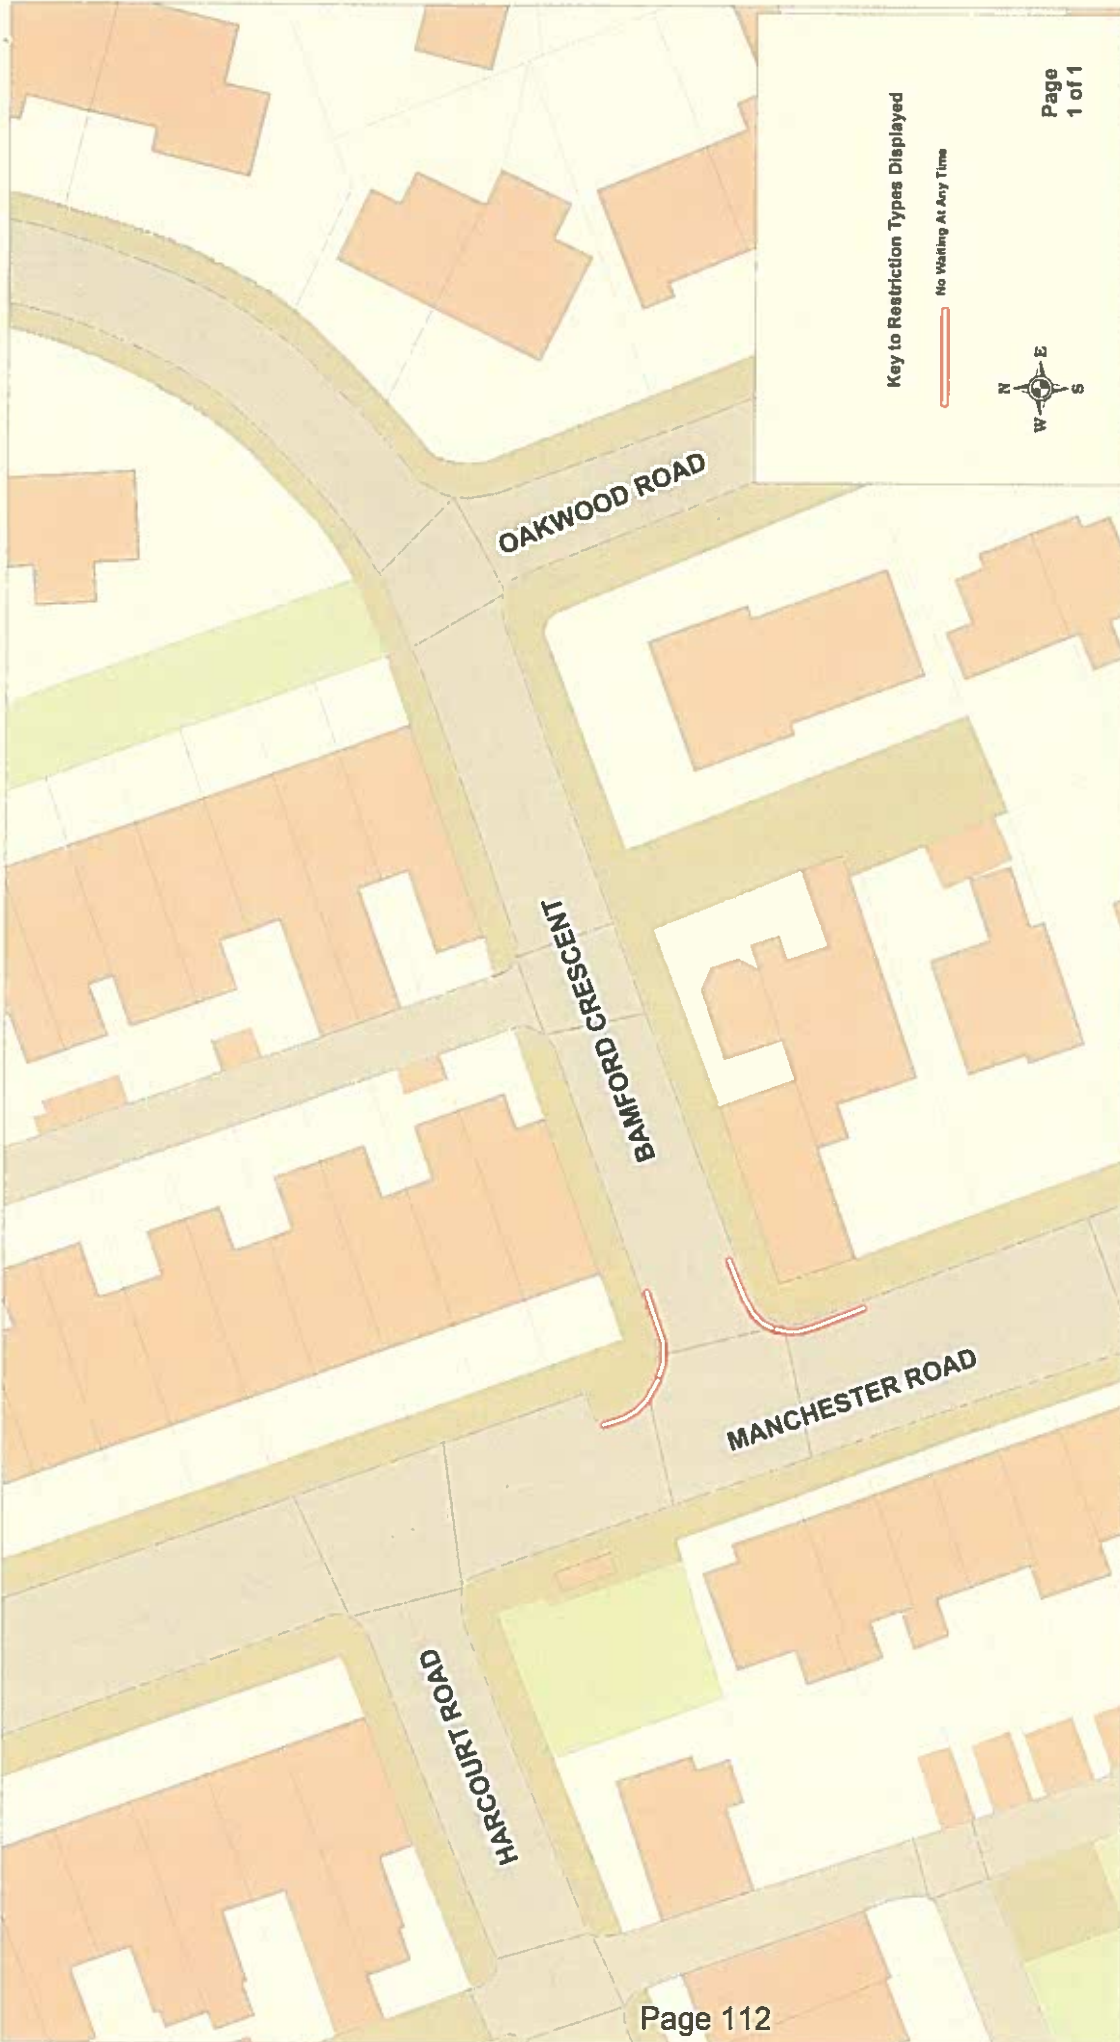 OAKWOOD ROAD
BAMFORD CRESCENT
MANCHESTER ROAD
HARCOURT ROAD
Key to Restriction Types Displayed
No Waiting At Any Time
N
W E
S
Page
1 of 1
Page 112